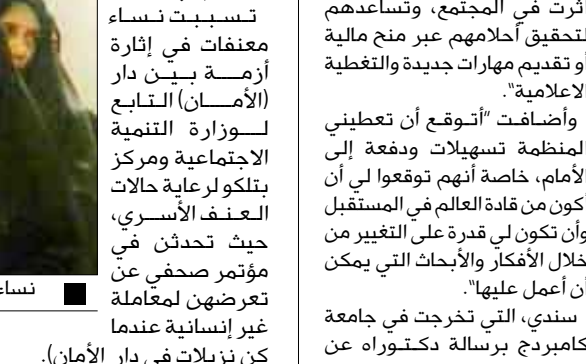 أثرت في المجتمع، وتساعدهم
لتحقيق أحلامهم عبر منح مالية
أو تقديم مهارات جديدة والتغطية
الاعلامية".
وأضافت "أتوقع أن تعطيني
المنظمة تسهيلات ودفعة إلى
الأمام، خاصة أنهم توقعوا لي أن
أكون من قادة العالم في المستقبل
وأن تكون لي قدرة على التغيير من
خلال الأفكار والأبحاث التي يمكن
أن أعمل عليها".
سندي، التي تخرجت في جامعة
كامبردج برسالة دكتوراه عن
تسببت نساء
معنفات في إثارة
أزمة بين دار
(الأمان) التابع
لوزارة التنمية
الاجتماعية ومركز
بتلكو لرعاية حالات
العنف الأسري،
حيث تحدثن في
مؤتمر صحفي عن
تعرضهن لمعاملة
غير إنسانية عندما
كن نزيلات في دار الأمان).
نساء